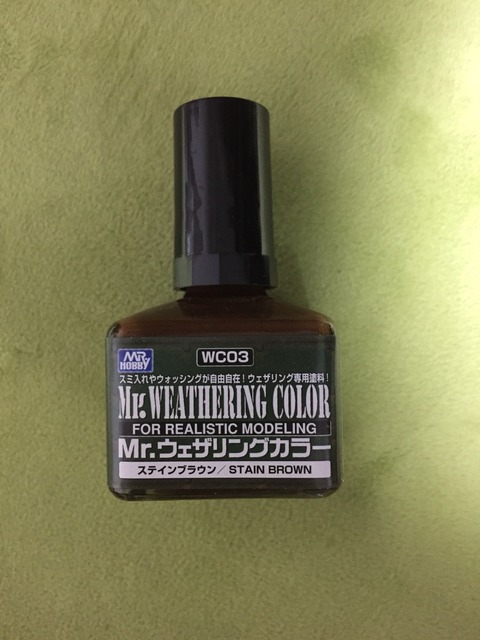 MR HOBBY
WC03
スミ入れやウォッシングが自由自在!ウェザリング専用塗料!
Mr. WEATHERING COLOR
FOR REALISTIC MODELING
Mr.ウェザリングカラー
ステインブラウン/STAIN BROWN